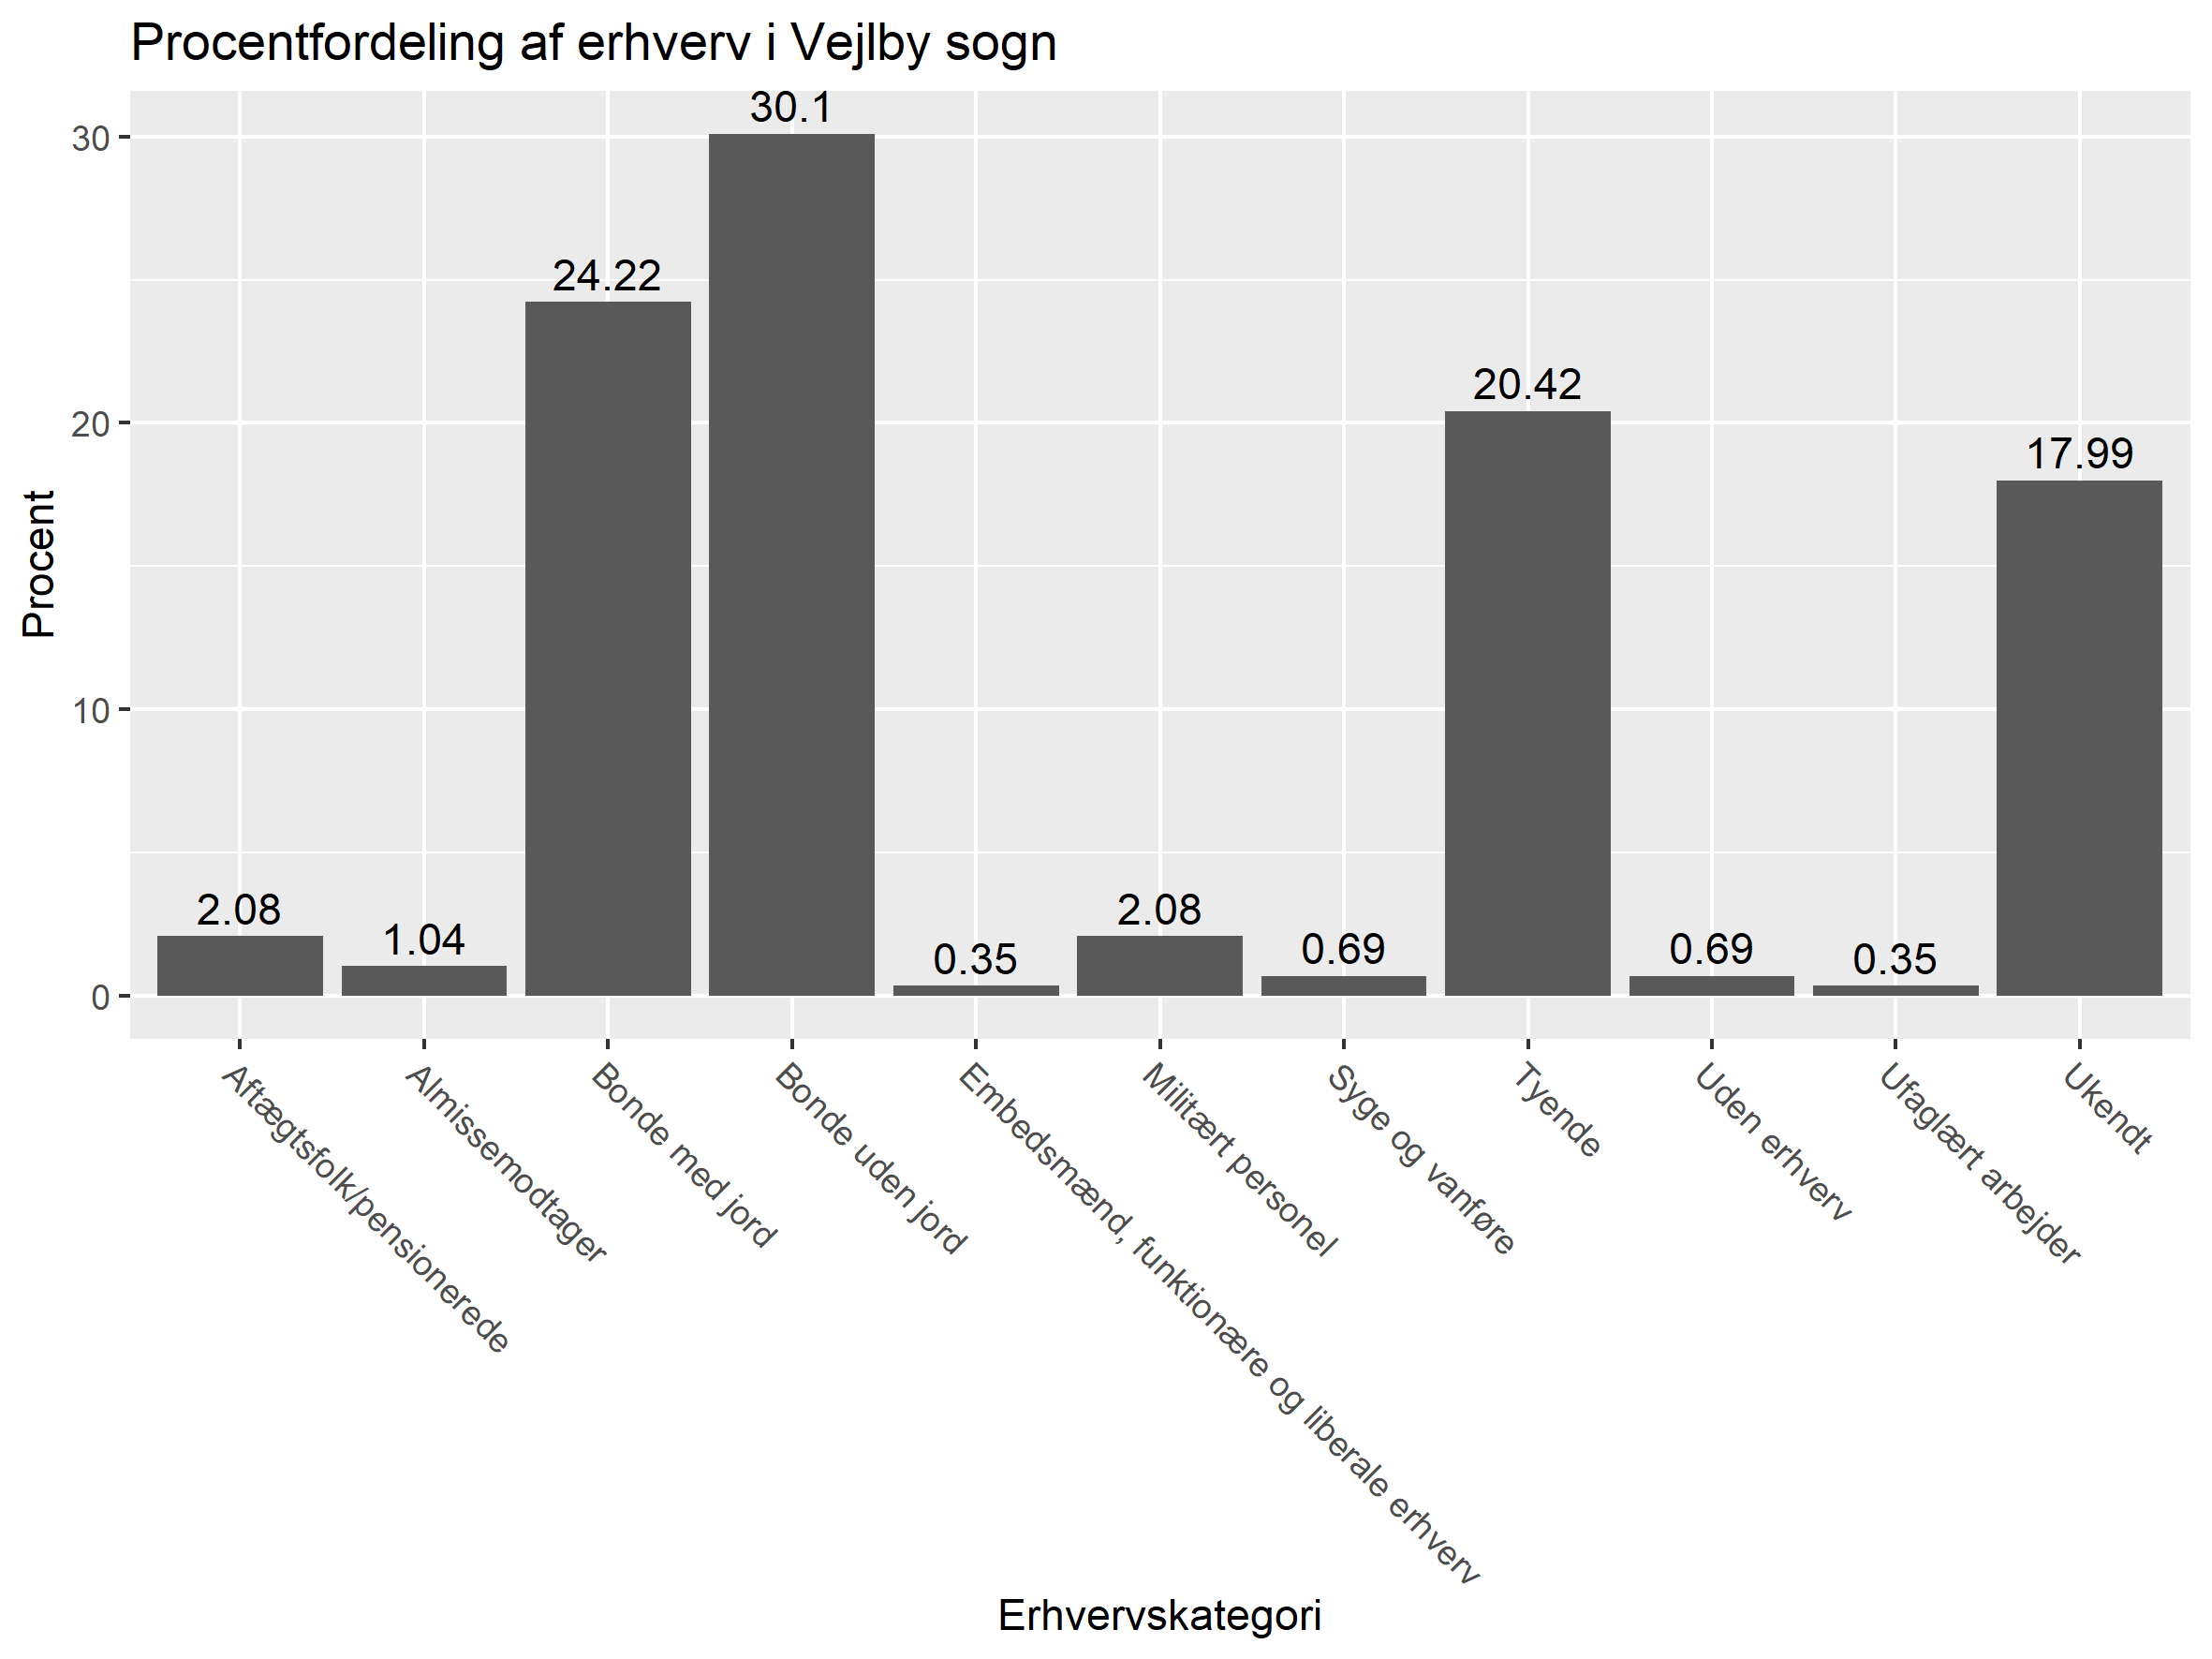 Procentfordeling af erhverv i Vejlby sogn
Procent
30
20
10
0
2.08
1.04
24.22
30.1
0.35
2.08
0.69
20.42
0.69
0.35
17.99
Aftægtsfolk/pensionerede
Almissemodtager
Bonde med jord
Bonde uden jord
Embedsmænd, funktionære og liberale erhverv
Militært personel
Syge og vanføre
Tyende
Uden erhverv
Ufaglært arbejder
Ukendt
Erhvervskategori